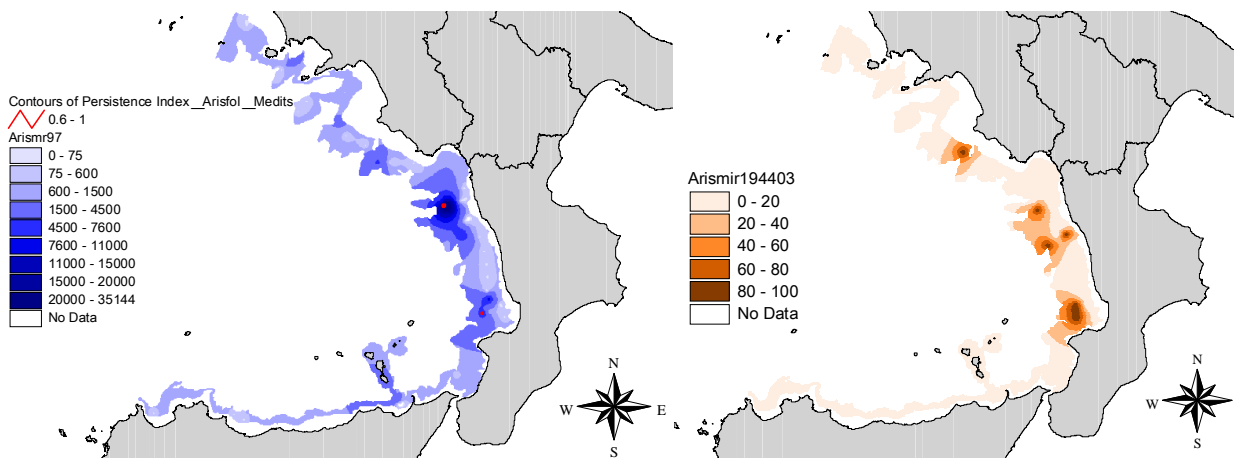 Contours of Persistence Index__Arisfol__Medits
0.6 - 1
Arismr97
0 - 75
75 - 600
600 - 1500
1500 - 4500
4500 - 7600
7600 - 11000
11000 - 15000
15000 - 20000
20000 - 35144
No Data
N
W
E
S
Arismir194403
0 - 20
20 - 40
40 - 60
60 - 80
80 - 100
No Data
N
W
S